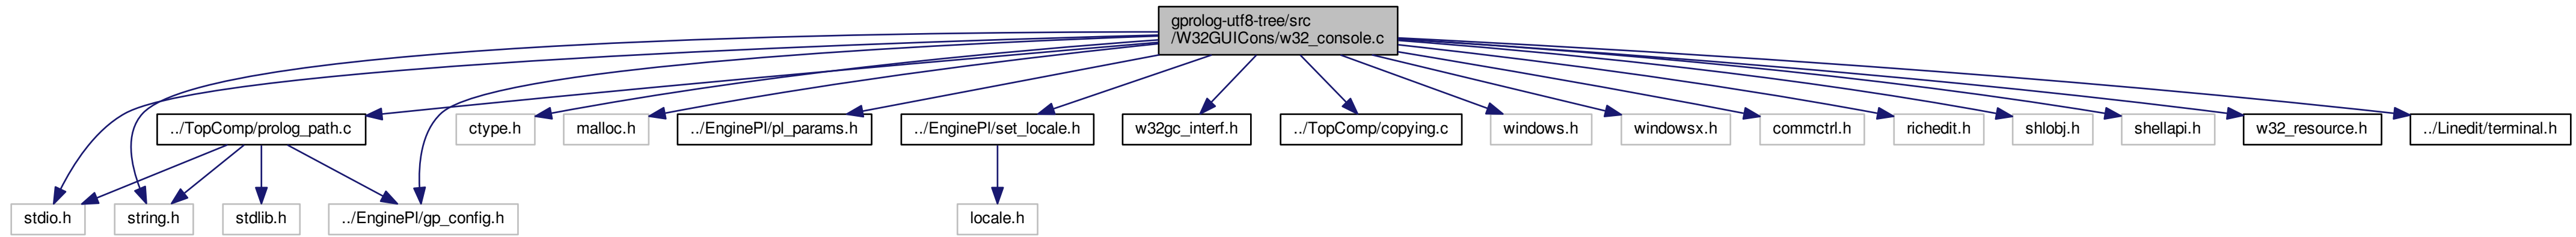 gprolog-utf8-tree/src
/W32GUICons/w32_console.c
../TopComp/prolog_path.c
ctype.h
malloc.h
../EnginePl/pl_params.h
../EnginePl/set_locale.h
w32gc_interf.h
../TopComp/copying.c
windows.h
windowsx.h
commctrl.h
richedit.h
shlobj.h
shellapi.h
w32_resource.h
../Linedit/terminal.h
stdio.h
string.h
stdlib.h
../EnginePl/gp_config.h
locale.h